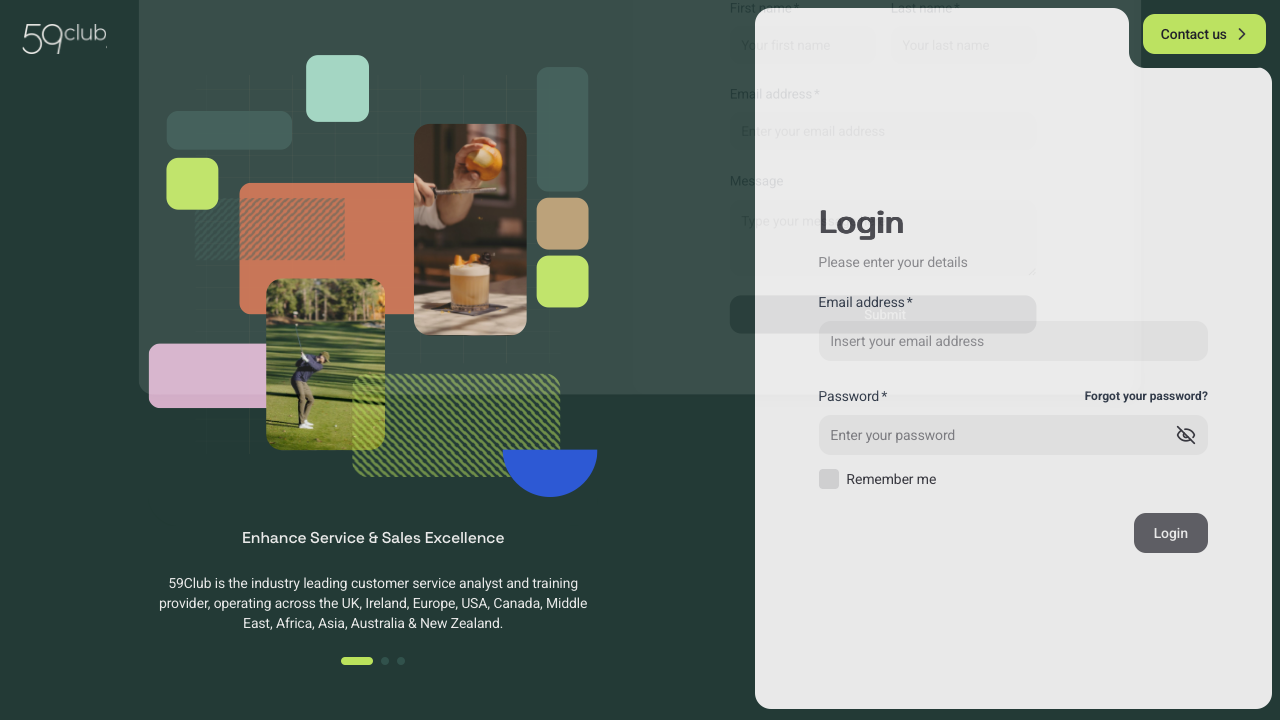 59club
Contact us
First name *
Last name *
Your first name
Your last name
Email address *
Enter your email address
Message
Type your me
Submit
Login
Please enter your details
Email address *
Insert your email address
Password *
Forgot your password?
Enter your password
Remember me
Login
Enhance Service & Sales Excellence
59Club is the industry leading customer service analyst and training
provider, operating across the UK, Ireland, Europe, USA, Canada, Middle
East, Africa, Asia, Australia & New Zealand.